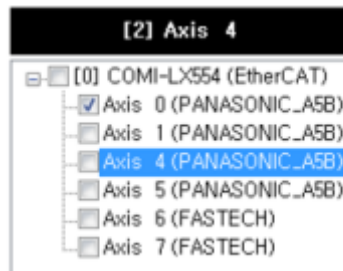 [2] Axis 4
[0] COMI-LX554 (EtherCAT)
Axis 0 (PANASONIC_A5B)
Axis 1 (PANASONIC_A5B)
Axis 4 (PANASONIC_A5B)
Axis 5 (PANASONIC_A5B)
Axis 6 (FASTECH)
Axis 7 (FASTECH)